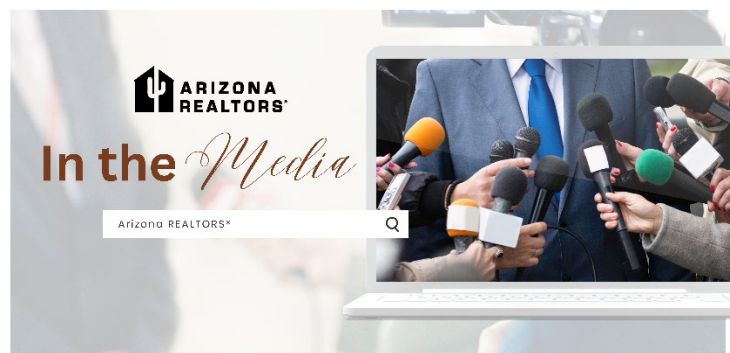 ARIZONA
REALTORS®
In the Media
Arizona REALTORS®